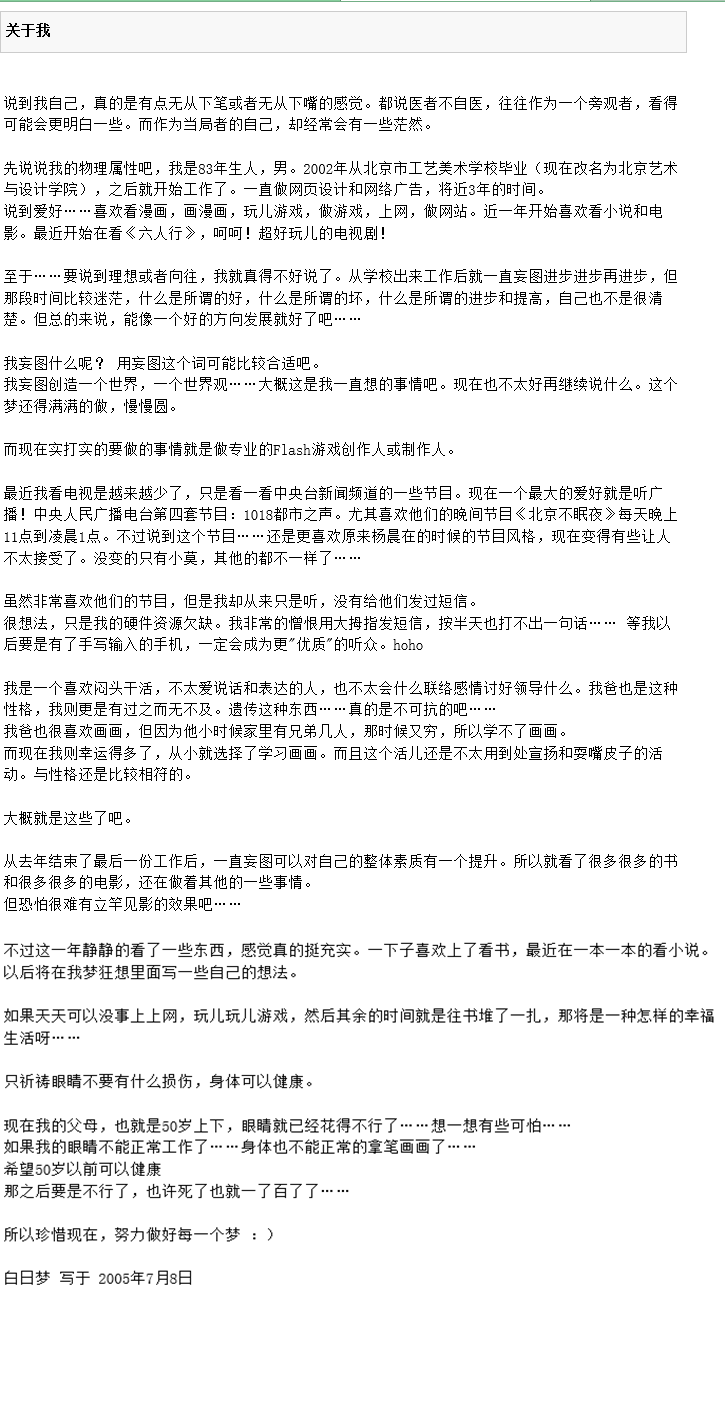 关于我
说到我自己，真的是有点无从下笔或者无从下嘴的感觉。都说医者不自医，往往作为一个旁观者，看得
可能会更明白一些。而作为当局者的自己，却经常会有一些茫然。
先说说我的物理属性吧，我是83年生人，男。2002年从北京市工艺美术学校毕业（现在改名为北京艺术
与设计学院），之后就开始工作了。一直做网页设计和网络广告，将近3年的时间。
说到爱好……喜欢看漫画，画漫画，玩儿游戏，做游戏，上网，做网站。近一年开始喜欢看小说和电
影。最近开始在看《六人行》，呵呵！超好玩儿的电视剧！
至于……要说到理想或者向往，我就真得不好说了。从学校出来工作后就一直妄图进步进步再进步，但
那段时间比较迷茫，什么是所谓的好，什么是所谓的坏，什么是所谓的进步和提高，自己也不是很清
楚。但总的来说，能像一个好的方向发展就好了吧……
我妄图什么呢？ 用妄图这个词可能比较合适吧。
我妄图创造一个世界，一个世界观……大概这是我一直想的事情吧。现在也不太好再继续说什么。这个
梦还得满满的做，慢慢圆。
而现在实打实的要做的事情就是做专业的Flash游戏创作人或制作人。
最近我看电视是越来越少了，只是看一看中央台新闻频道的一些节目。现在一个最大的爱好就是听广
播！中央人民广播电台第四套节目：1018都市之声。尤其喜欢他们的晚间节目《北京不眠夜》每天晚上
11点到凌晨1点。不过说到这个节目……还是更喜欢原来杨晨在的时候的节目风格，现在变得有些让人
不太接受了。没变的只有小莫，其他的都不一样了……
虽然非常喜欢他们的节目，但是我却从来只是听，没有给他们发过短信。
很想法，只是我的硬件资源欠缺。我非常的憎恨用大拇指发短信，按半天也打不出一句话…… 等我以
后要是有了手写输入的手机，一定会成为更"优质"的听众。hoho
我是一个喜欢闷头干活，不太爱说话和表达的人，也不太会什么联络感情讨好领导什么。我爸也是这种
性格，我则更是有过之而无不及。遗传这种东西……真的是不可抗的吧……
我爸也很喜欢画画，但因为他小时候家里有兄弟几人，那时候又穷，所以学不了画画。
而现在我则幸运得多了，从小就选择了学习画画。而且这个活儿还是不太用到处宣扬和耍嘴皮子的活
动。与性格还是比较相符的。
大概就是这些了吧。
从去年结束了最后一份工作后，一直妄图可以对自己的整体素质有一个提升。所以就看了很多很多的书
和很多很多的电影，还在做着其他的一些事情。
但恐怕很难有立竿见影的效果吧……
不过这一年静静的看了一些东西，感觉真的挺充实。一下子喜欢上了看书，最近在一本一本的看小说。
以后将在我梦狂想里面写一些自己的想法。
如果天天可以没事上上网，玩儿玩儿游戏，然后其余的时间就是往书堆了一扎，那将是一种怎样的幸福
生活呀……
只祈祷眼睛不要有什么损伤，身体可以健康。
现在我的父母，也就是50岁上下，眼睛就已经花得不行了……想一想有些可怕……
如果我的眼睛不能正常工作了……身体也不能正常的拿笔画画了……
希望50岁以前可以健康
那之后要是不行了，也许死了也就一了百了了……
所以珍惜现在，努力做好每一个梦 ：）
白日梦 写于 2005年7月8日